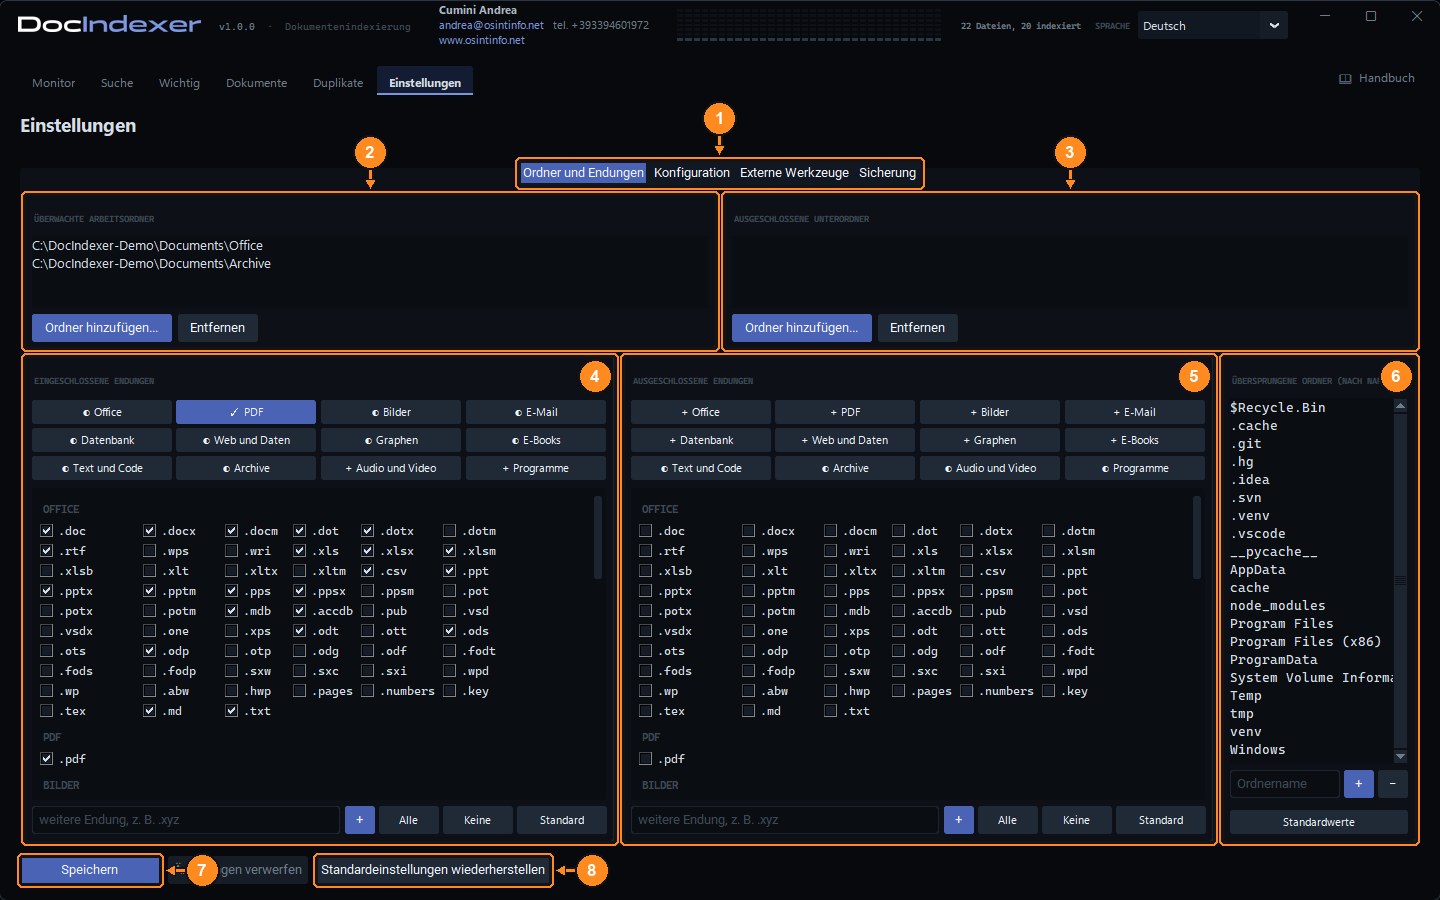 DocIndexer v1.0.0 · Dokumentenindexierung
Cumini Andrea
andrea@osintinfo.net tel. +393394601972
www.osintinfo.net
22 Dateien, 20 indexiert SPRACHE Deutsch
Monitor Suche Wichtig Dokumente Duplikate Einstellungen
Handbuch
Einstellungen
1
2
3
Ordner und Endungen Konfiguration Externe Werkzeuge Sicherung
ÜBERWACHTE ARBEITSORDNER
C:\DocIndexer-Demo\Documents\Office
C:\DocIndexer-Demo\Documents\Archive
Ordner hinzufügen... Entfernen
AUSGESCHLOSSENE UNTERORDNER
Ordner hinzufügen... Entfernen
EINGESCHLOSSENE ENDUNGEN
4
Office ✓ PDF Bilder E-Mail
Datenbank Web und Daten Graphen E-Books
Text und Code Archive + Audio und Video + Programme
OFFICE
.doc .docx .docm .dot .dotx .dotm
.rtf .wps .wri .xls .xlsx .xlsm
.xlsb .xlt .xltx .xltm .csv .ppt
.pptx .pptm .pps .ppsx .ppsm .pot
.potx .potm .mdb .accdb .pub .vsd
.vsdx .one .xps .odt .ott .ods
.ots .odp .otp .odg .odf .fodt
.fods .fodp .sxw .sxc .sxi .wpd
.wp .abw .hwp .pages .numbers .key
.tex .md .txt
PDF
.pdf
BILDER
weitere Endung, z. B. .xyz + Alle Keine Standard
AUSGESCHLOSSENE ENDUNGEN
5
+ Office + PDF + Bilder + E-Mail
+ Datenbank + Web und Daten + Graphen + E-Books
Text und Code Archive Audio und Video Programme
OFFICE
.doc .docx .docm .dot .dotx .dotm
.rtf .wps .wri .xls .xlsx .xlsm
.xlsb .xlt .xltx .xltm .csv .ppt
.pptx .pptm .pps .ppsx .ppsm .pot
.potx .potm .mdb .accdb .pub .vsd
.vsdx .one .xps .odt .ott .ods
.ots .odp .otp .odg .odf .fodt
.fods .fodp .sxw .sxc .sxi .wpd
.wp .abw .hwp .pages .numbers .key
.tex .md .txt
PDF
.pdf
BILDER
weitere Endung, z. B. .xyz + Alle Keine Standard
ÜBERSPRUNGENE ORDNER (NACH
6
$Recycle.Bin
.cache
.git
.hg
.idea
.svn
.venv
.vscode
__pycache__
AppData
cache
node_modules
Program Files
Program Files (x86)
ProgramData
System Volume Informa
Temp
tmp
venv
Windows
Ordnername + -
Standardwerte
Speichern 7 verwerfen Standardeinstellungen wiederherstellen 8